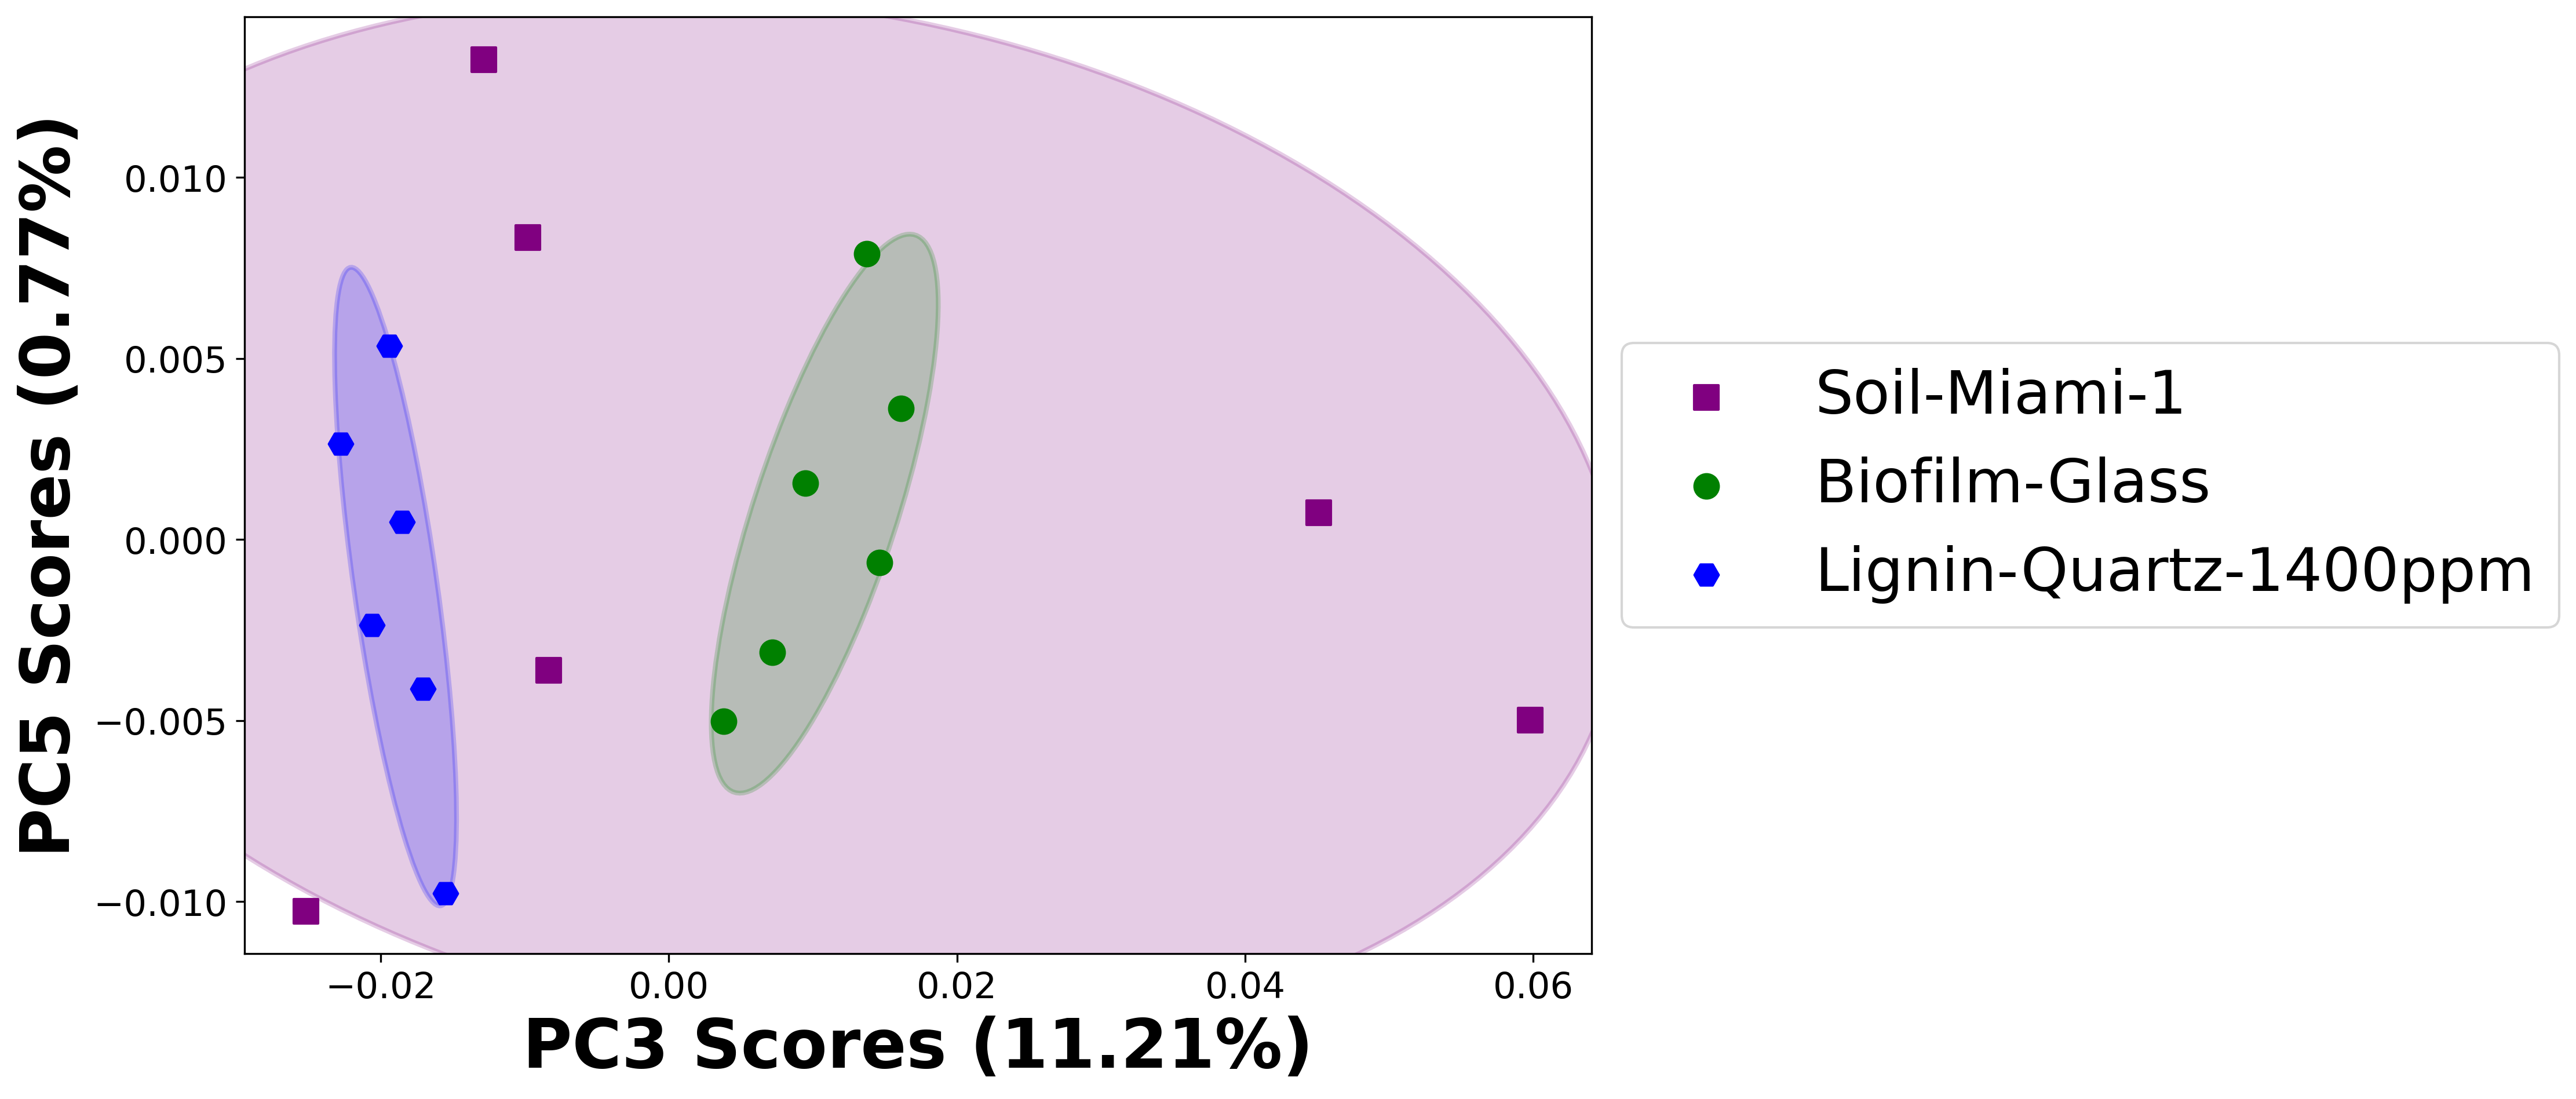 PC5 Scores (0.77%)
0.010
0.005
0.000
−0.005
−0.010
−0.02
0.00
0.02
0.04
0.06
PC3 Scores (11.21%)
Soil-Miami-1
Biofilm-Glass
Lignin-Quartz-1400ppm